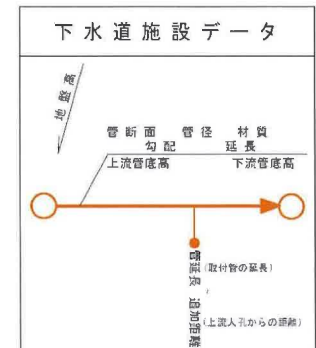 下水道施設データ
地盤高
管断面 管径 材質
勾配 延長
上流管底高 下流管底高
管延長 (取付管の延長)
追加距離 (上流人孔からの距離)